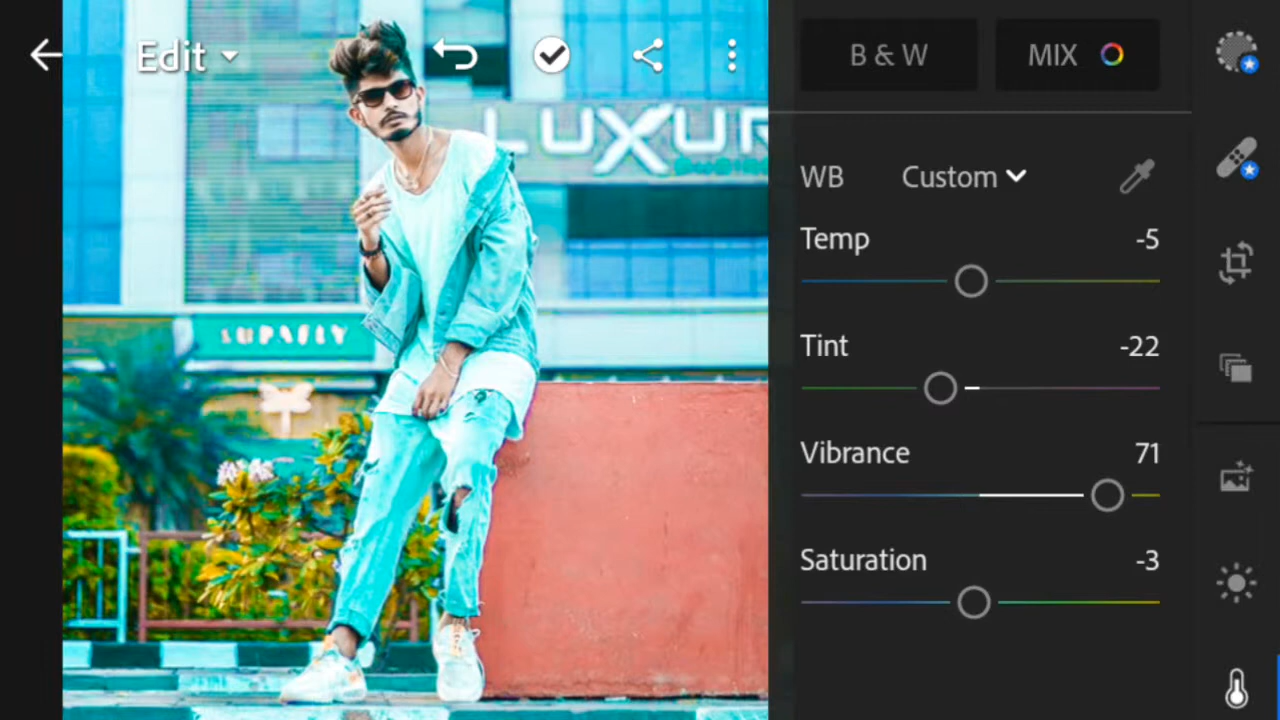 Edit
B & W
MIX
LUXUR
WB
Custom
Temp
-5
Tint
-22
Vibrance
71
Saturation
-3